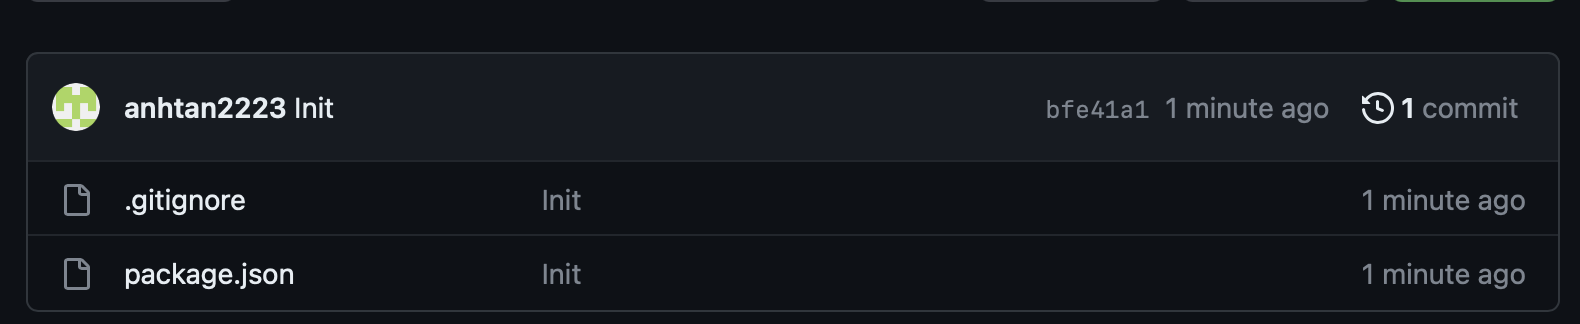 anhtan2223 Init bfe41a1 1 minute ago 1 commit
.gitignore Init 1 minute ago
package.json Init 1 minute ago